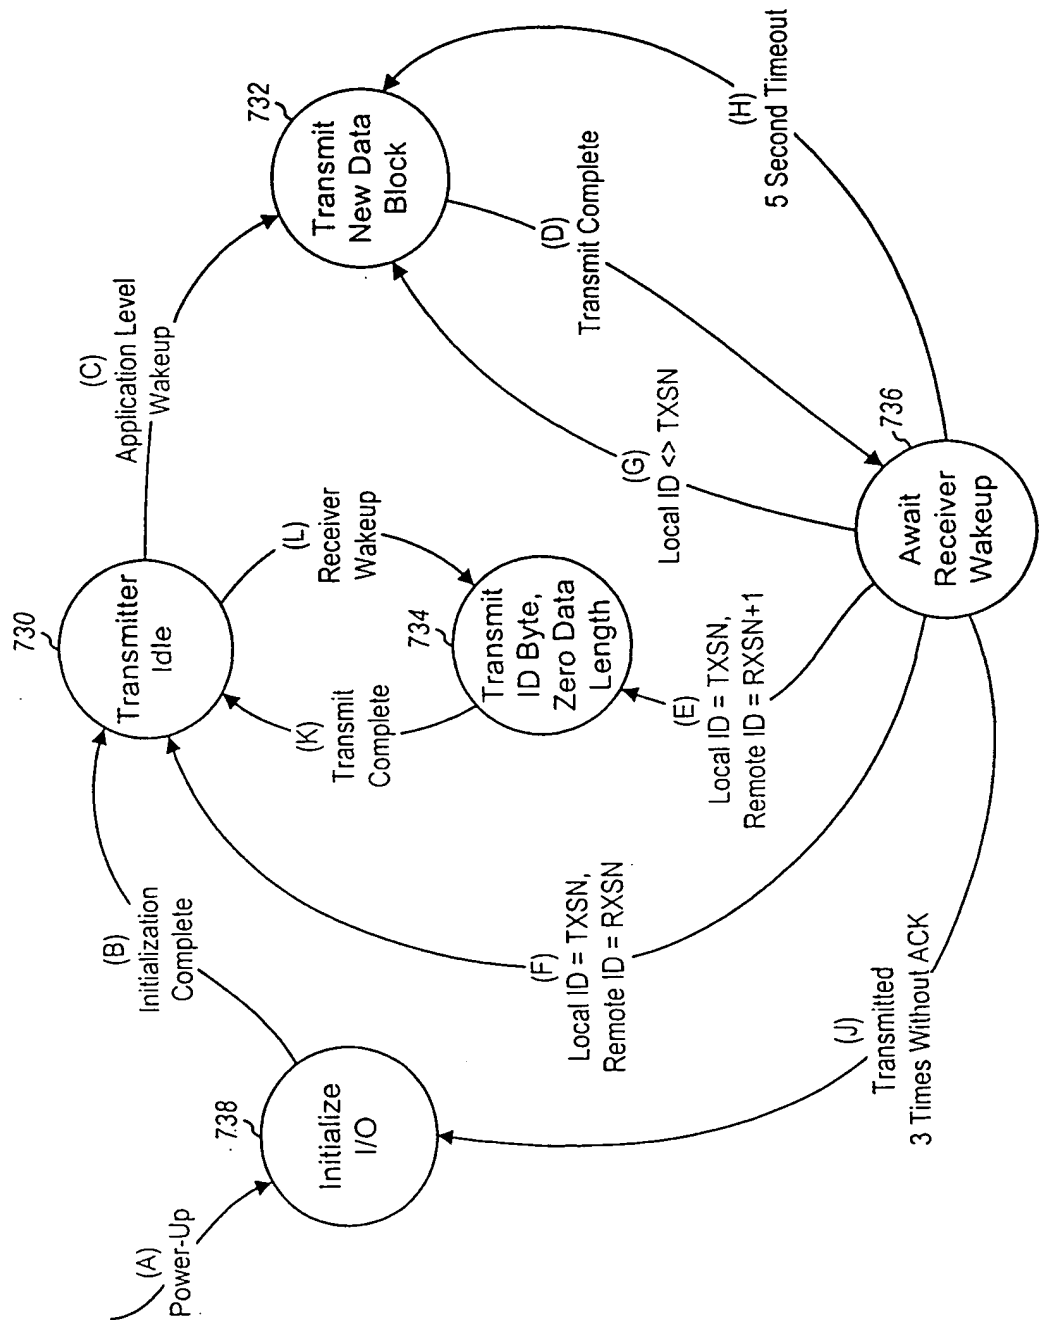 (A)
Power-Up
738
Initialize
I/O
(B)
Initialization
Complete
730
Transmitter
Idle
(C)
Application Level
Wakeup
732
Transmit
New Data
Block
(D)
Transmit Complete
(L)
Receiver
Wakeup
734
Transmit
ID Byte,
Zero Data
Length
(K)
Transmit
Complete
(E)
Local ID = TXSN,
Remote ID = RXSN+1
(F)
Local ID = TXSN,
Remote ID = RXSN
(G)
Local ID <> TXSN
(H)
5 Second Timeout
736
Await
Receiver
Wakeup
(J)
Transmitted
3 Times Without ACK